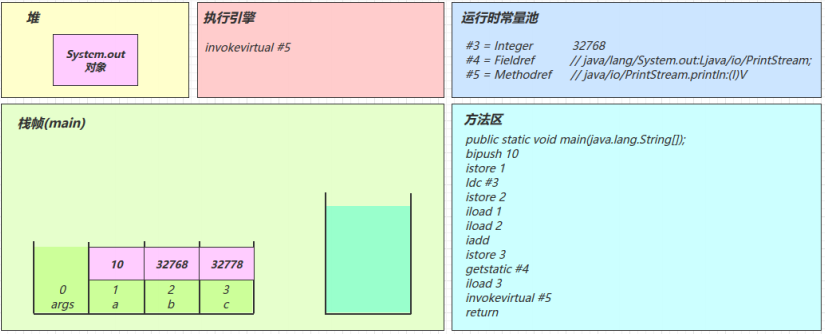 堆
System.out
对象
执行引擎
invokevirtual #5
运行时常量池
#3 = Integer 32768
#4 = Fieldref // java/lang/System.out:Ljava/io/PrintStream;
#5 = Methodref // java/io/PrintStream.println:(I)V
栈帧(main)
10 32768 32778
0 1 2 3
args a b c
方法区
public static void main(java.lang.String[]);
bipush 10
istore 1
ldc #3
istore 2
iload 1
iload 2
iadd
istore 3
getstatic #4
iload 3
invokevirtual #5
return